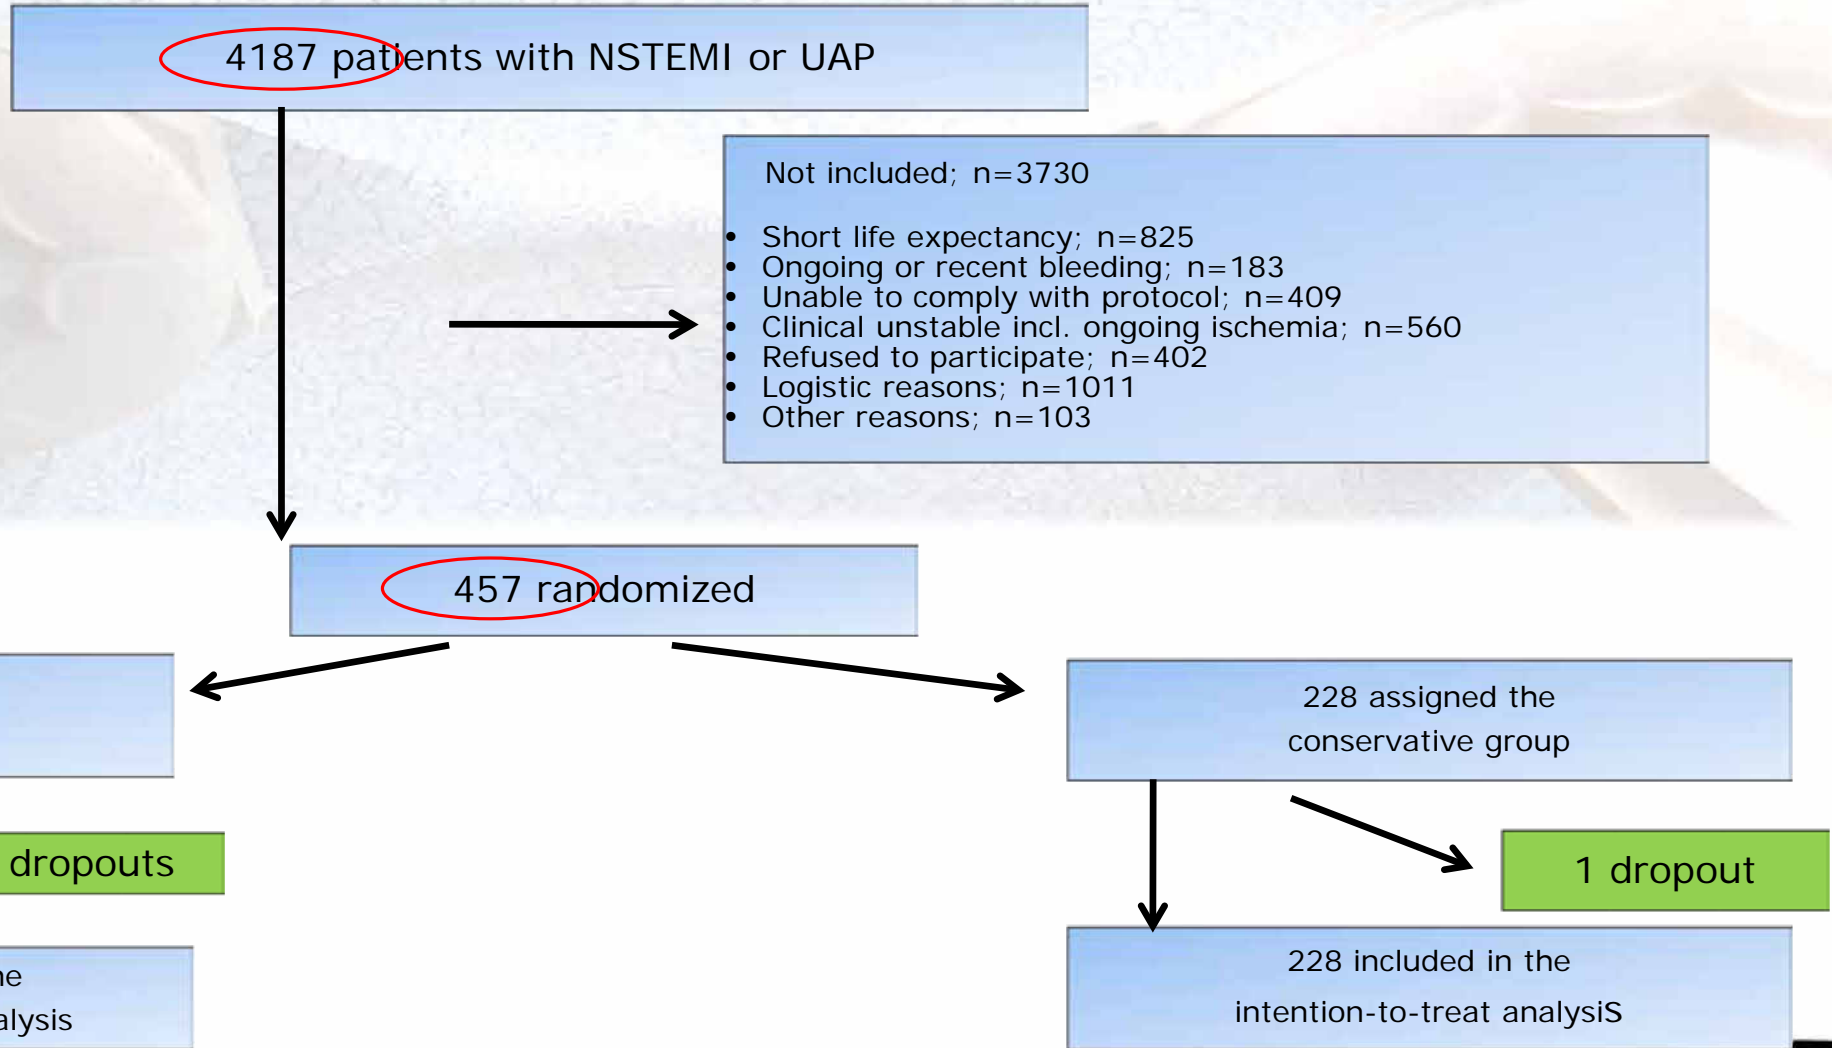 4187 patients with NSTEMI or UAP
Not included; n=3730
• Short life expectancy; n=825
• Ongoing or recent bleeding; n=183
• Unable to comply with protocol; n=409
• Clinical unstable incl. ongoing ischemia; n=560
• Refused to participate; n=402
• Logistic reasons; n=1011
• Other reasons; n=103
457 randomized
228 assigned the
conservative group
dropouts
1 dropout
228 included in the
intention-to-treat analysiS